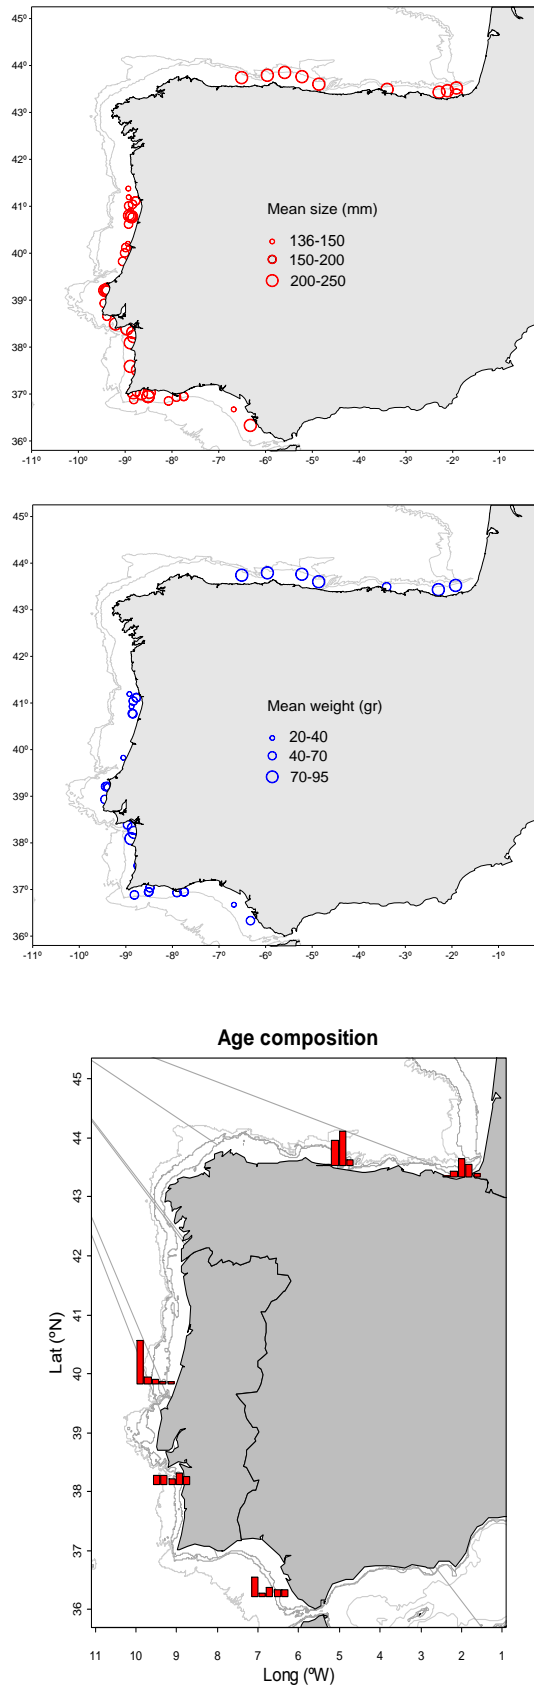 45º
44º
43º
42º
41º
40º
39º
38º
37º
36º
Mean size (mm)
136-150
150-200
200-250
-11º -10º -9º -8º -7º -6º -5º -4º -3º -2º -1º
45º
44º
43º
42º
41º
40º
39º
38º
37º
36º
Mean weight (gr)
20-40
40-70
70-95
-11º -10º -9º -8º -7º -6º -5º -4º -3º -2º -1º
Age composition
45
44
43
42
41
40
39
38
37
36
Lat (ºN)
11 10 9 8 7 6 5 4 3 2 1
Long (ºW)